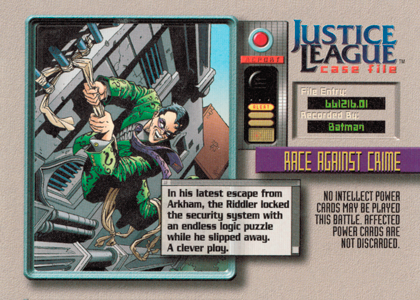 JUSTICE
LEAGUE™
case file
REPORT
ALERT
File Entry:
661216.01
Recorded By:
Batman
RACE AGAINST CRIME
In his latest escape from
Arkham, the Riddler locked
the security system with
an endless logic puzzle
while he slipped away.
A clever ploy.
NO INTELLECT POWER
CARDS MAY BE PLAYED
THIS BATTLE. AFFECTED
POWER CARDS ARE
NOT DISCARDED.